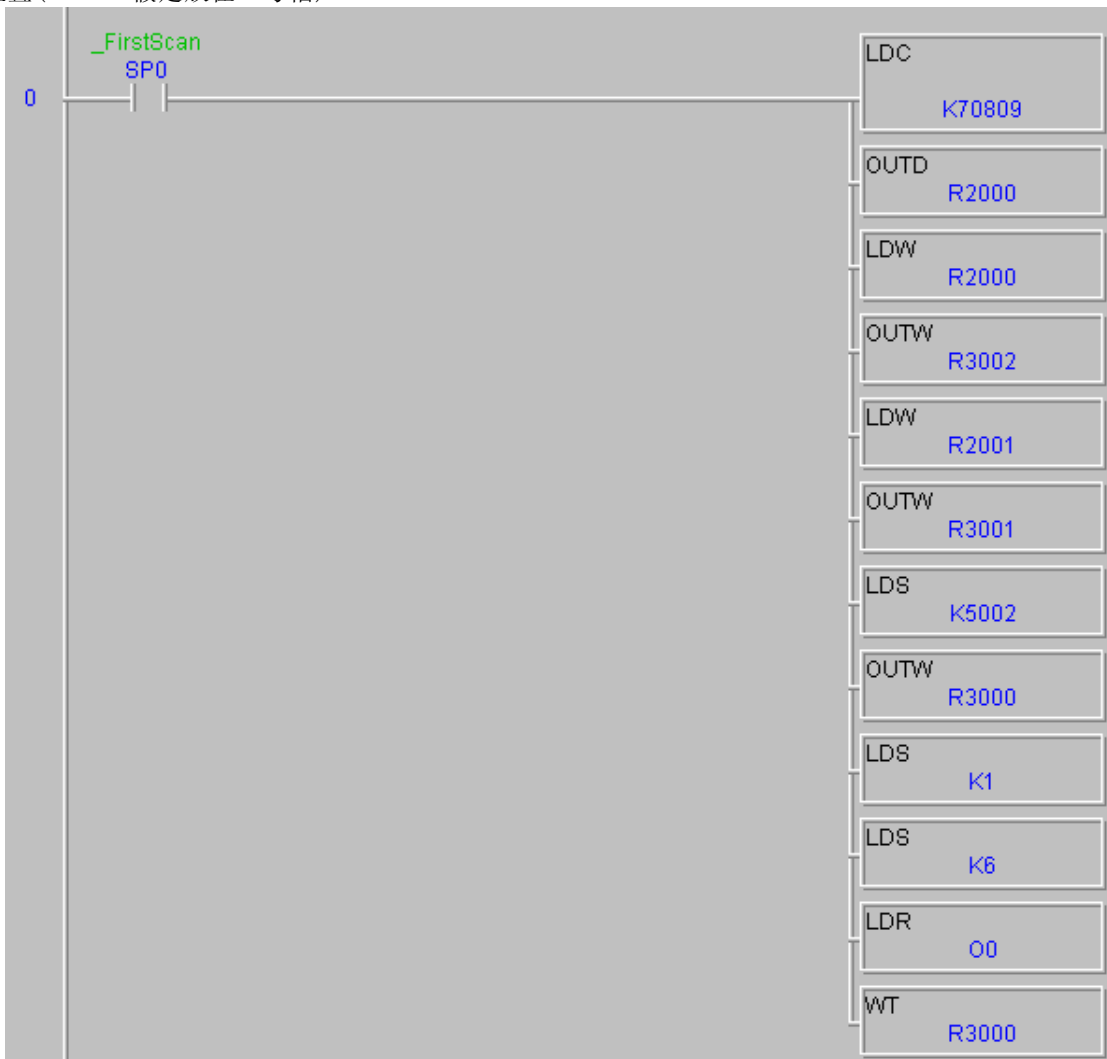 _FirstScan
SP0
0
LDC
K70809
OUTD
R2000
LDW
R2000
OUTW
R3002
LDW
R2001
OUTW
R3001
LDS
K5002
OUTW
R3000
LDS
K1
LDS
K6
LDR
O0
WT
R3000